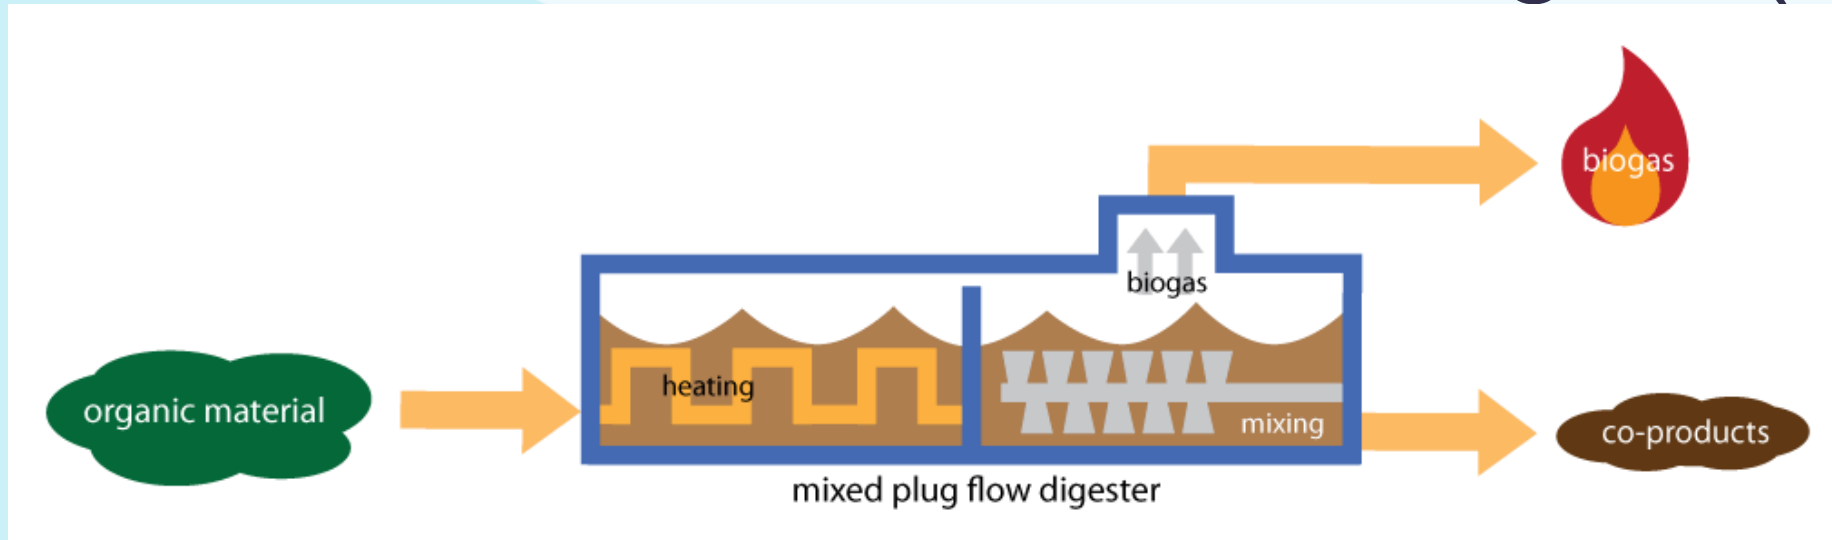 biogas
biogas
heating
organic material
mixing
co-products
mixed plug flow digester